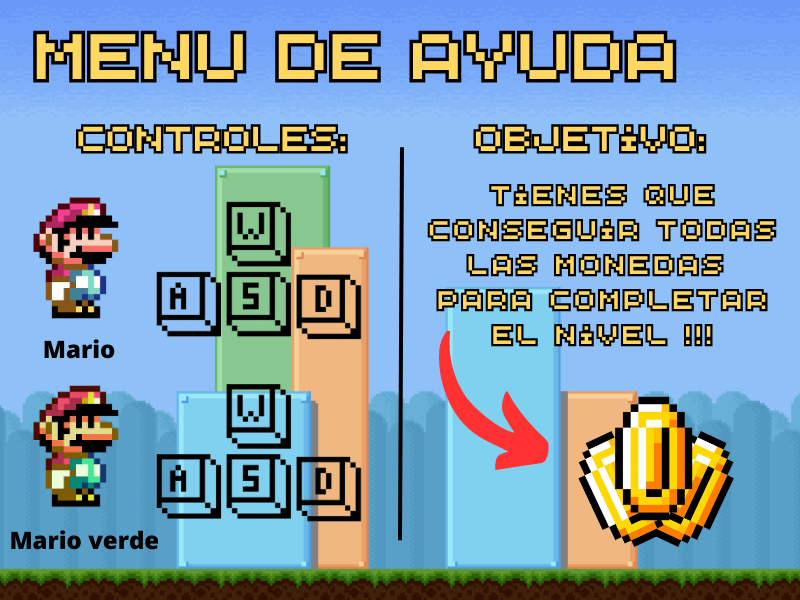 MENU DE AYUDA
CONTROLES:
W
A S D
Mario
W
A S D
Mario verde
OBJETiVO:
TiENES QUE
CONSEGUiR TODAS
LAS MONEDAS
PARA COMPLETAR
EL NiVEL !!!